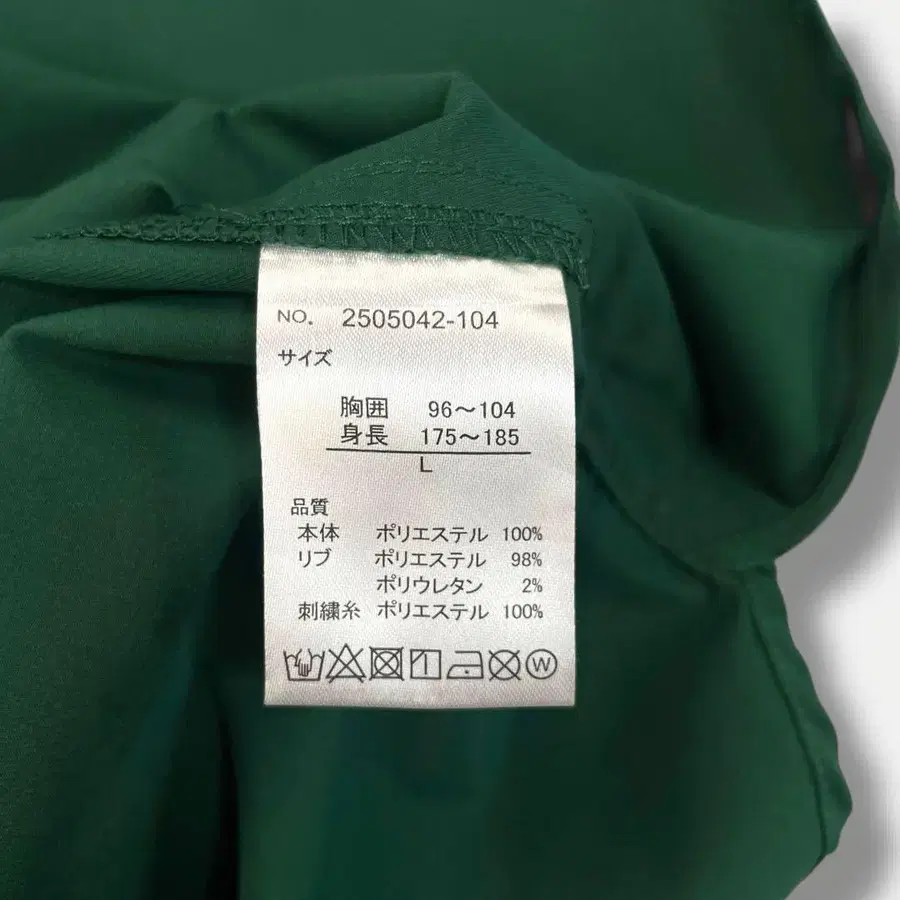 NO. 2505042-104
サイズ
胸囲 96～104
身長 175～185
L
品質
本体 ポリエステル 100%
リブ ポリエステル 98%
ポリウレタン 2%
刺繍糸 ポリエステル 100%
W